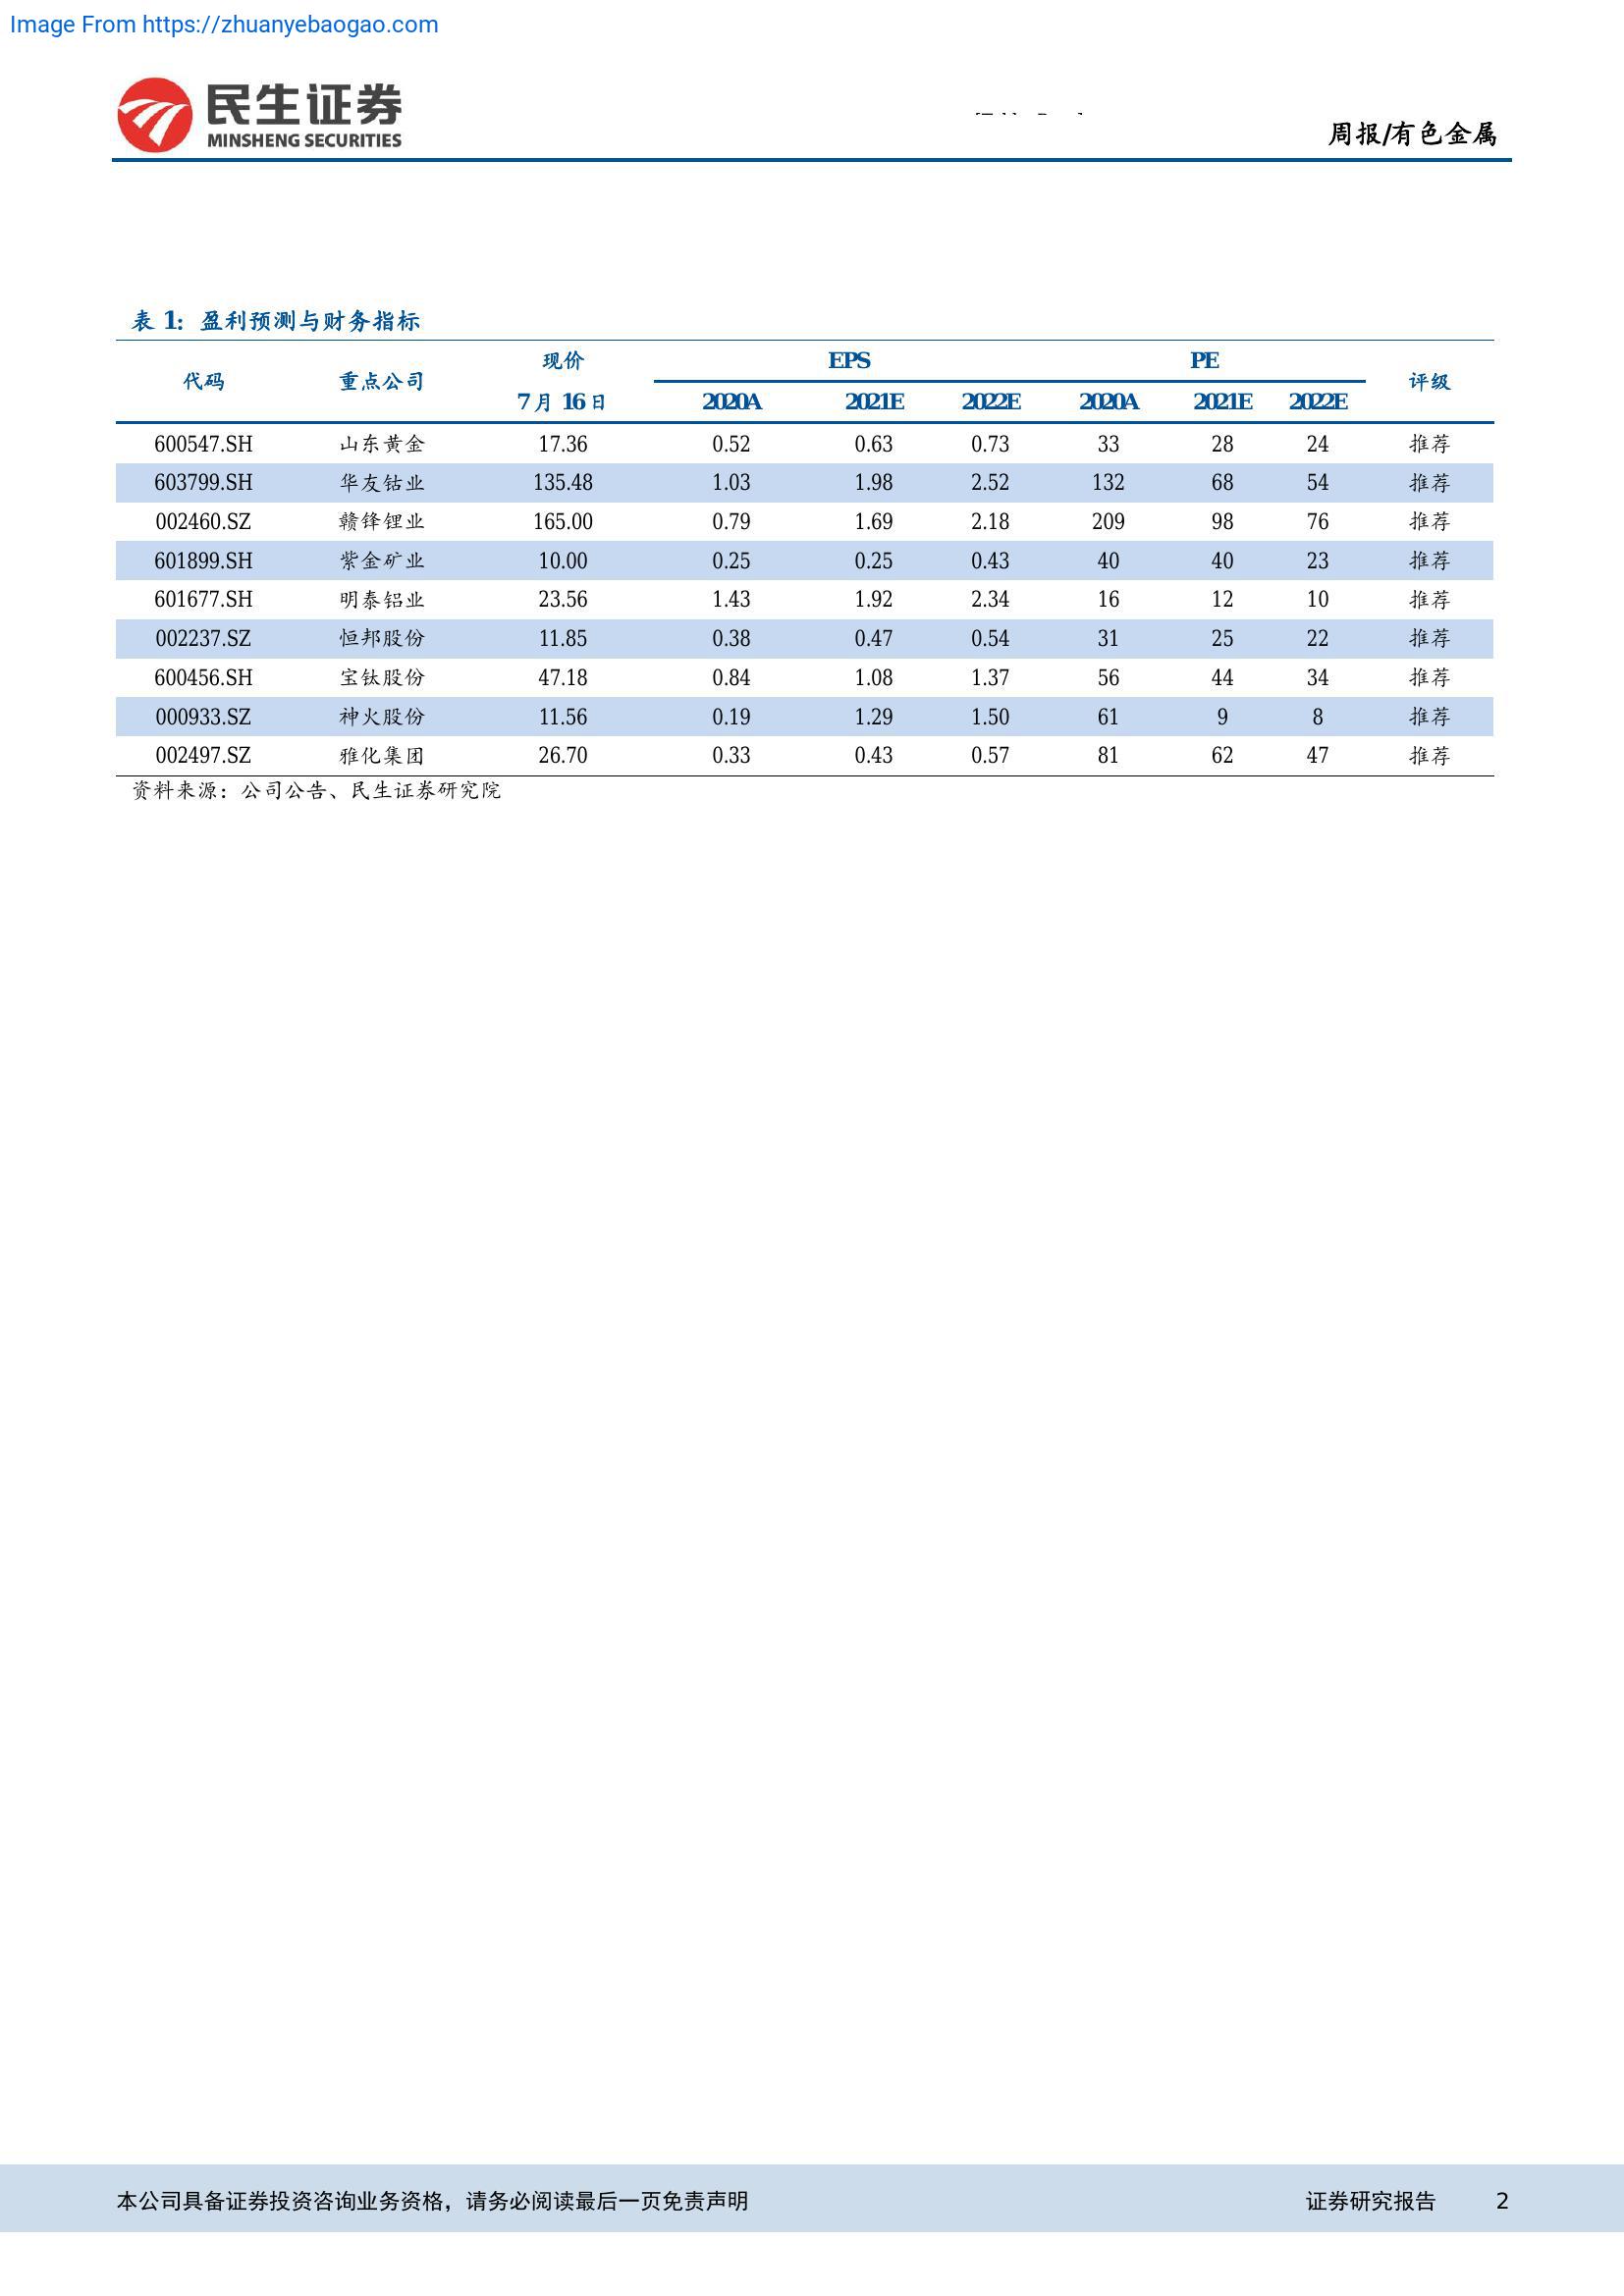 Image From https://zhuanyebaogao.com
民生证券
MINSHENG SECURITIES
周报/有色金属
表 1：盈利预测与财务指标
代码 重点公司 现价 EPS PE 评级
7 月 16 日 2020A 2021E 2022E 2020A 2021E 2022E
600547.SH 山东黄金 17.36 0.52 0.63 0.73 33 28 24 推荐
603799.SH 华友钴业 135.48 1.03 1.98 2.52 132 68 54 推荐
002460.SZ 赣锋锂业 165.00 0.79 1.69 2.18 209 98 76 推荐
601899.SH 紫金矿业 10.00 0.25 0.25 0.43 40 40 23 推荐
601677.SH 明泰铝业 23.56 1.43 1.92 2.34 16 12 10 推荐
002237.SZ 恒邦股份 11.85 0.38 0.47 0.54 31 25 22 推荐
600456.SH 宝钛股份 47.18 0.84 1.08 1.37 56 44 34 推荐
000933.SZ 神火股份 11.56 0.19 1.29 1.50 61 9 8 推荐
002497.SZ 雅化集团 26.70 0.33 0.43 0.57 81 62 47 推荐
资料来源：公司公告、民生证券研究院
本公司具备证券投资咨询业务资格，请务必阅读最后一页免责声明 证券研究报告 2